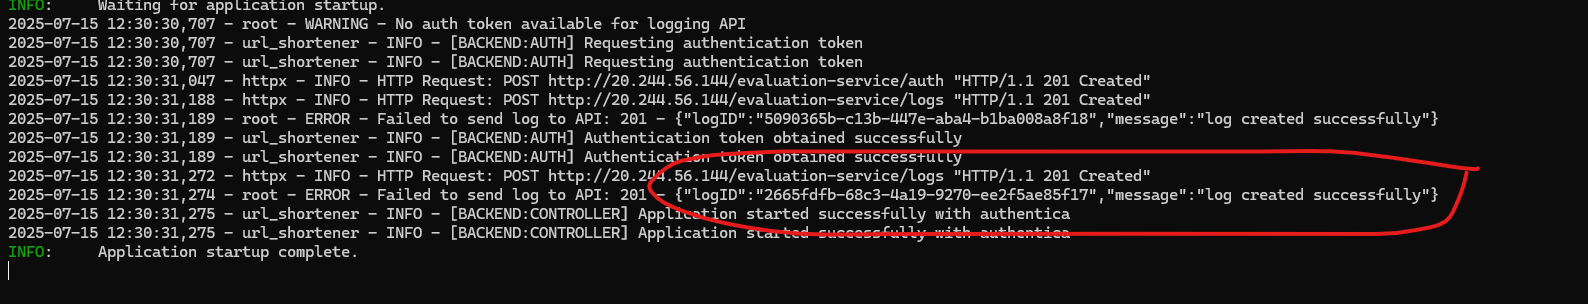 INFO:     Waiting for application startup.
2025-07-15 12:30:30,707 - root - WARNING - No auth token available for logging API
2025-07-15 12:30:30,707 - url_shortener - INFO - [BACKEND:AUTH] Requesting authentication token
2025-07-15 12:30:30,707 - url_shortener - INFO - [BACKEND:AUTH] Requesting authentication token
2025-07-15 12:30:31,047 - httpx - INFO - HTTP Request: POST http://20.244.56.144/evaluation-service/auth "HTTP/1.1 201 Created"
2025-07-15 12:30:31,188 - httpx - INFO - HTTP Request: POST http://20.244.56.144/evaluation-service/logs "HTTP/1.1 201 Created"
2025-07-15 12:30:31,189 - root - ERROR - Failed to send log to API: 201 - {"logID":"5090365b-c13b-447e-aba4-b1ba008a8f18","message":"log created successfully"}
2025-07-15 12:30:31,189 - url_shortener - INFO - [BACKEND:AUTH] Authentication token obtained successfully
2025-07-15 12:30:31,189 - url_shortener - INFO - [BACKEND:AUTH] Authentication token obtained successfully
2025-07-15 12:30:31,272 - httpx - INFO - HTTP Request: POST http://20.244.56.144/evaluation-service/logs "HTTP/1.1 201 Created"
2025-07-15 12:30:31,274 - root - ERROR - Failed to send log to API: 201 - {"logID":"2665fdfb-68c3-4a19-9270-ee2f5ae85f17","message":"log created successfully"}
2025-07-15 12:30:31,275 - url_shortener - INFO - [BACKEND:CONTROLLER] Application started successfully with authentica
2025-07-15 12:30:31,275 - url_shortener - INFO - [BACKEND:CONTROLLER] Application started successfully with authentica
INFO:     Application startup complete.